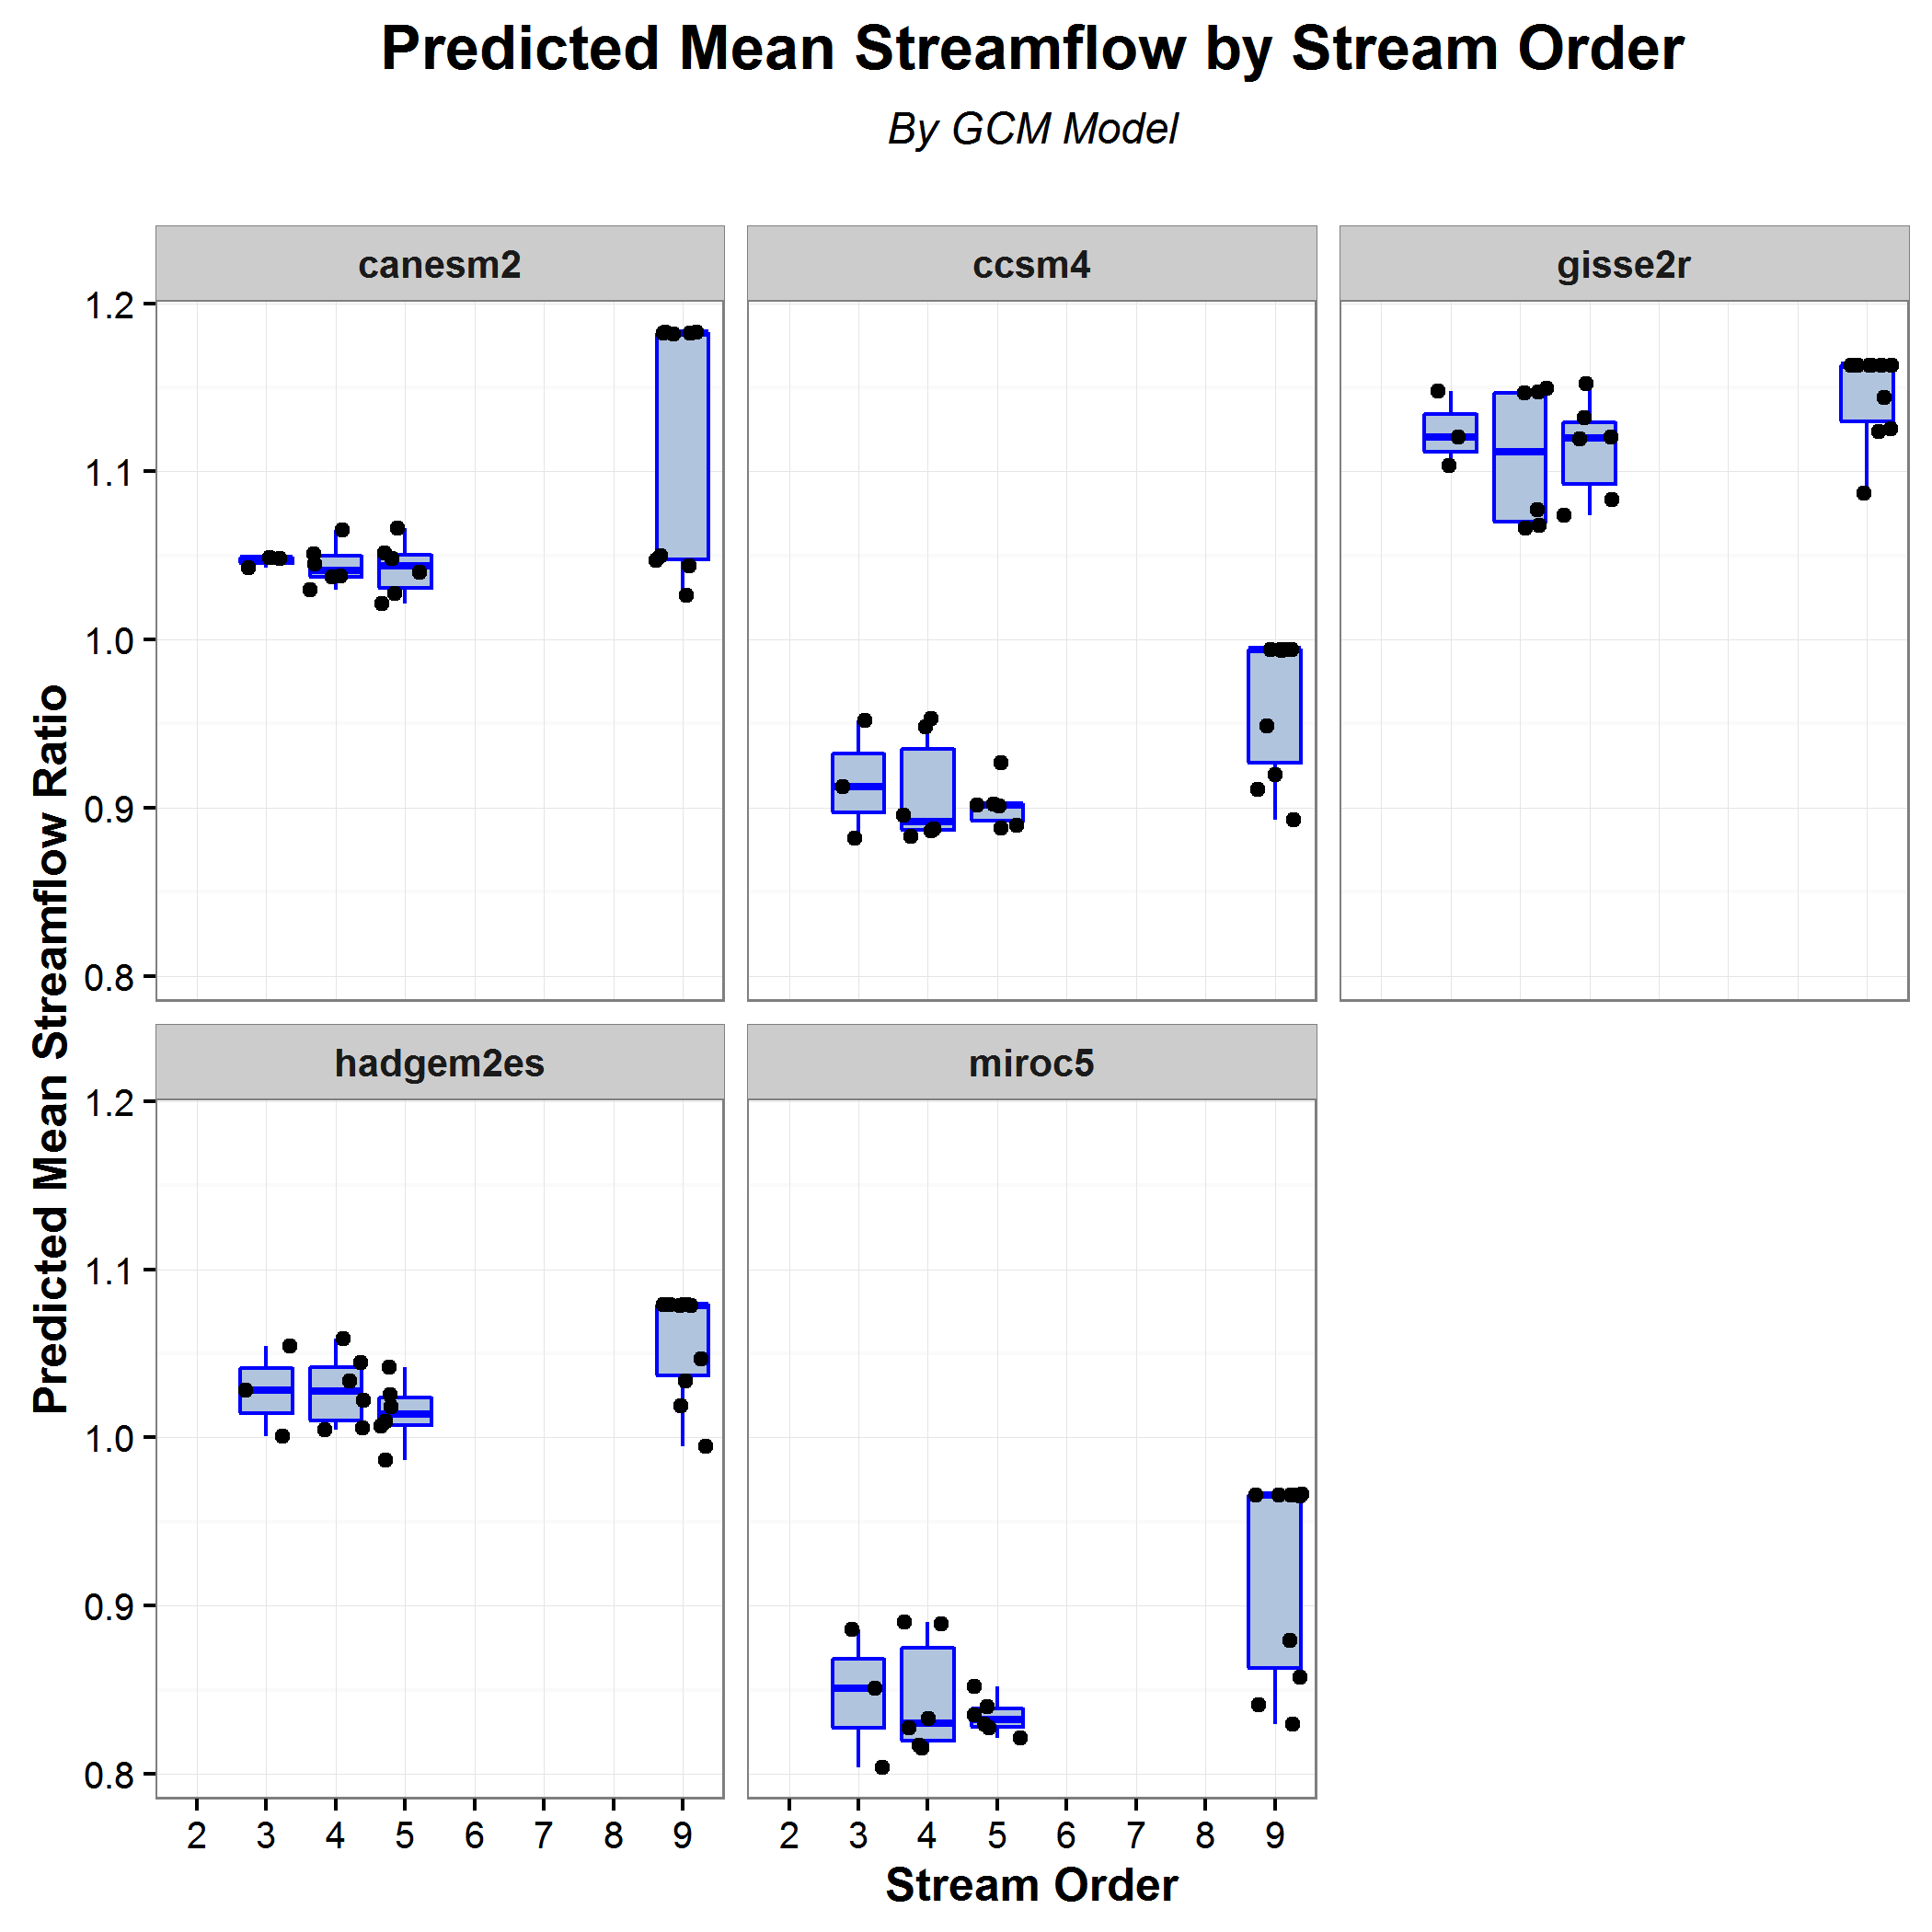 Predicted Mean Streamflow by Stream Order
By GCM Model
canesm2
ccsm4
gisse2r
1.2
1.1
1.0
0.9
0.8
Predicted Mean Streamflow Ratio
hadgem2es
miroc5
1.2
1.1
1.0
0.9
0.8
2 3 4 5 6 7 8 9
2 3 4 5 6 7 8 9
Stream Order